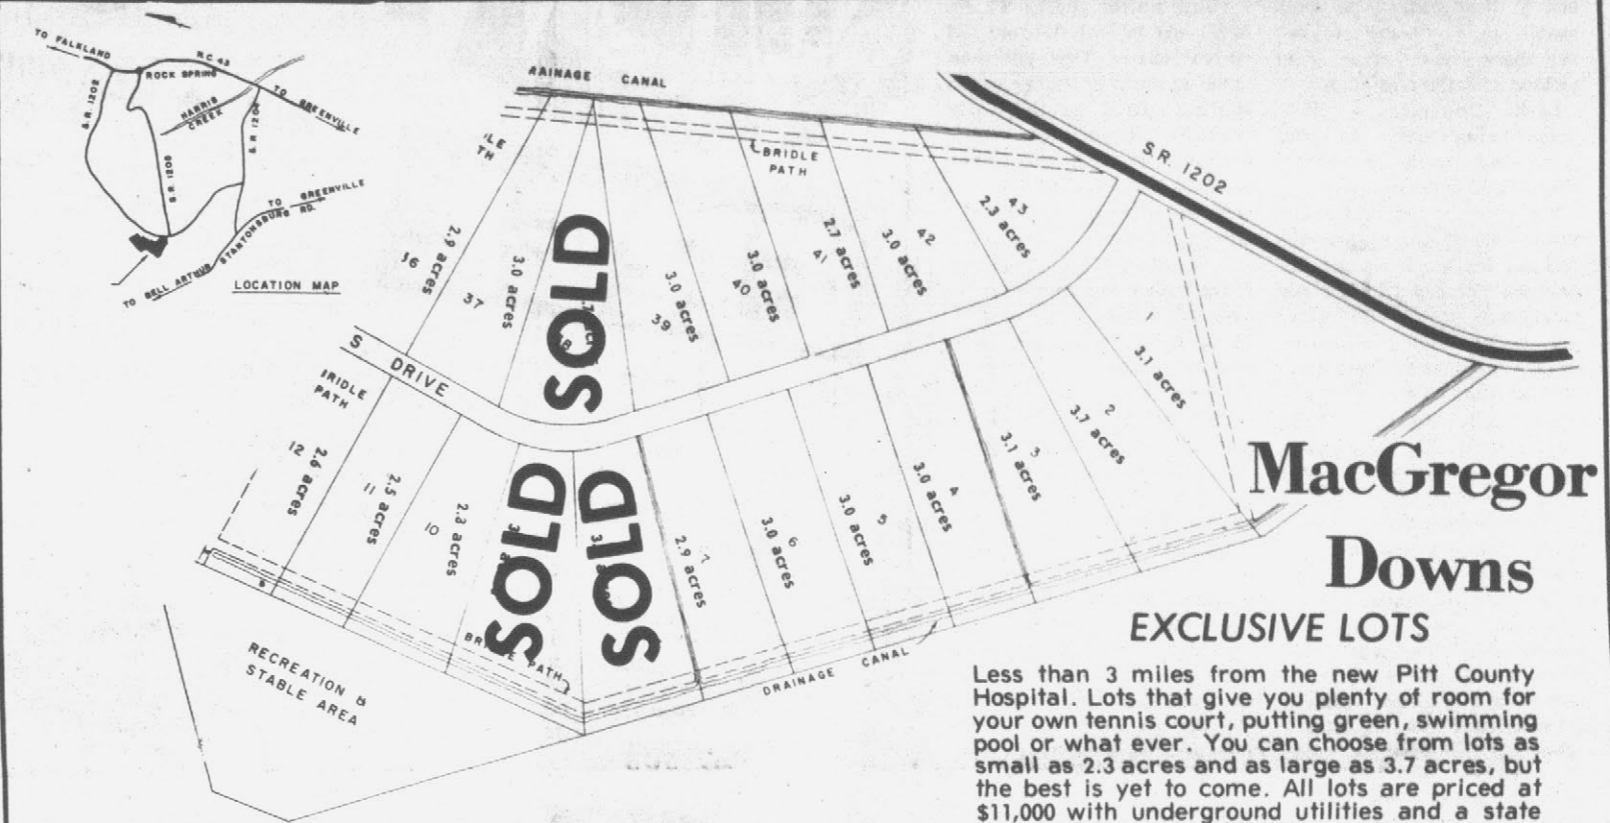 TO FALKLAND
N.C. 43
ROCK SPRING
S.R. 1202
HARRIS
CREEK
TO GREENVILLE
S.R. 1205
TO GREENVILLE
STANTONSBURG RD.
TO BELL ARTHUR
LOCATION MAP
RAINAGE CANAL
BRIDLE
PATH
S.R. 1202
43
2.3 acres
42
3.0 acres
2.7 acres
41
3.0 acres
40
3.0 acres
39
SOLD
3.0 acres
37
2.9 acres
S DRIVE
RIDLE
PATH
12
2.6 acres
11
2.5 acres
10
SOLD
SOLD
2.9 acres
7
3.0 acres
6
3.0 acres
5
3.0 acres
4
3.1 acres
3
3.7 acres
2
3.1 acres
1
DRAINAGE CANAL
RECREATION &
STABLE AREA
MacGregor
Downs
EXCLUSIVE LOTS
Less than 3 miles from the new Pitt County
Hospital. Lots that give you plenty of room for
your own tennis court, putting green, swimming
pool or what ever. You can choose from lots as
small as 2.3 acres and as large as 3.7 acres, but
the best is yet to come. All lots are priced at
$11,000 with underground utilities and a state